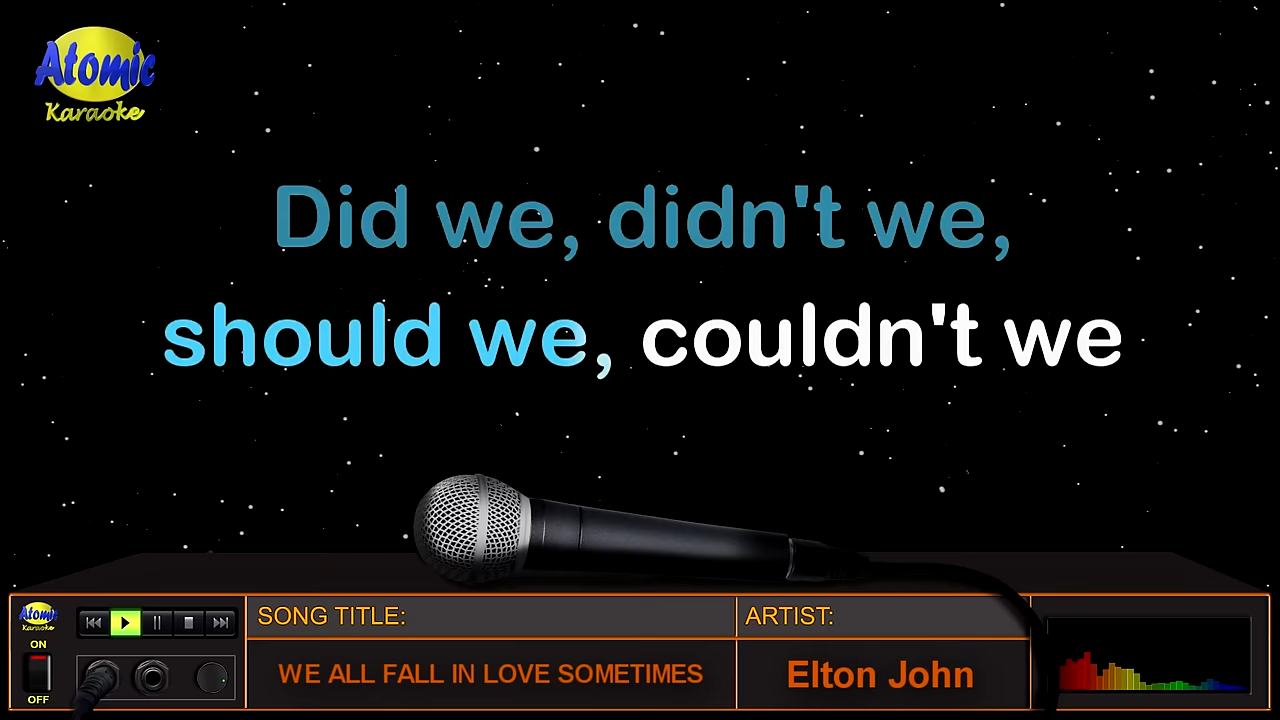 Atomic
Karaoke
Did we, didn't we,
should we, couldn't we
Atomic
Karaoke
ON
OFF
SONG TITLE:
WE ALL FALL IN LOVE SOMETIMES
ARTIST:
Elton John